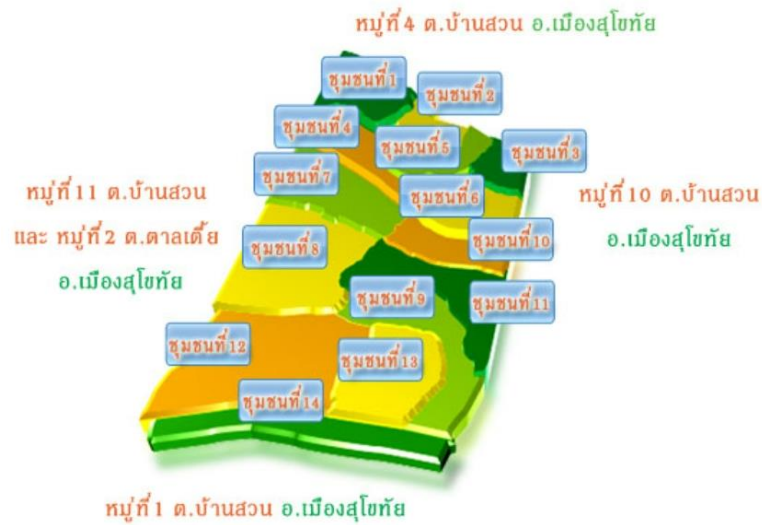 หมู่ที่4 ต.บ้านสวน อ.เมืองสุโขทัย
ชุมชนที่1
ชุมชนที่2
ชุมชนที่4
ชุมชนที่5
ชุมชนที่3
ชุมชนที่7
ชุมชนที่6
หมู่ที่11 ต.บ้านสวน
และ หมู่ที่2 ต.ตาลเตี้ย
อ.เมืองสุโขทัย
หมู่ที่10 ต.บ้านสวน
อ.เมืองสุโขทัย
ชุมชนที่8
ชุมชนที่10
ชุมชนที่9
ชุมชนที่11
ชุมชนที่12
ชุมชนที่13
ชุมชนที่14
หมู่ที่1 ต.บ้านสวน อ.เมืองสุโขทัย